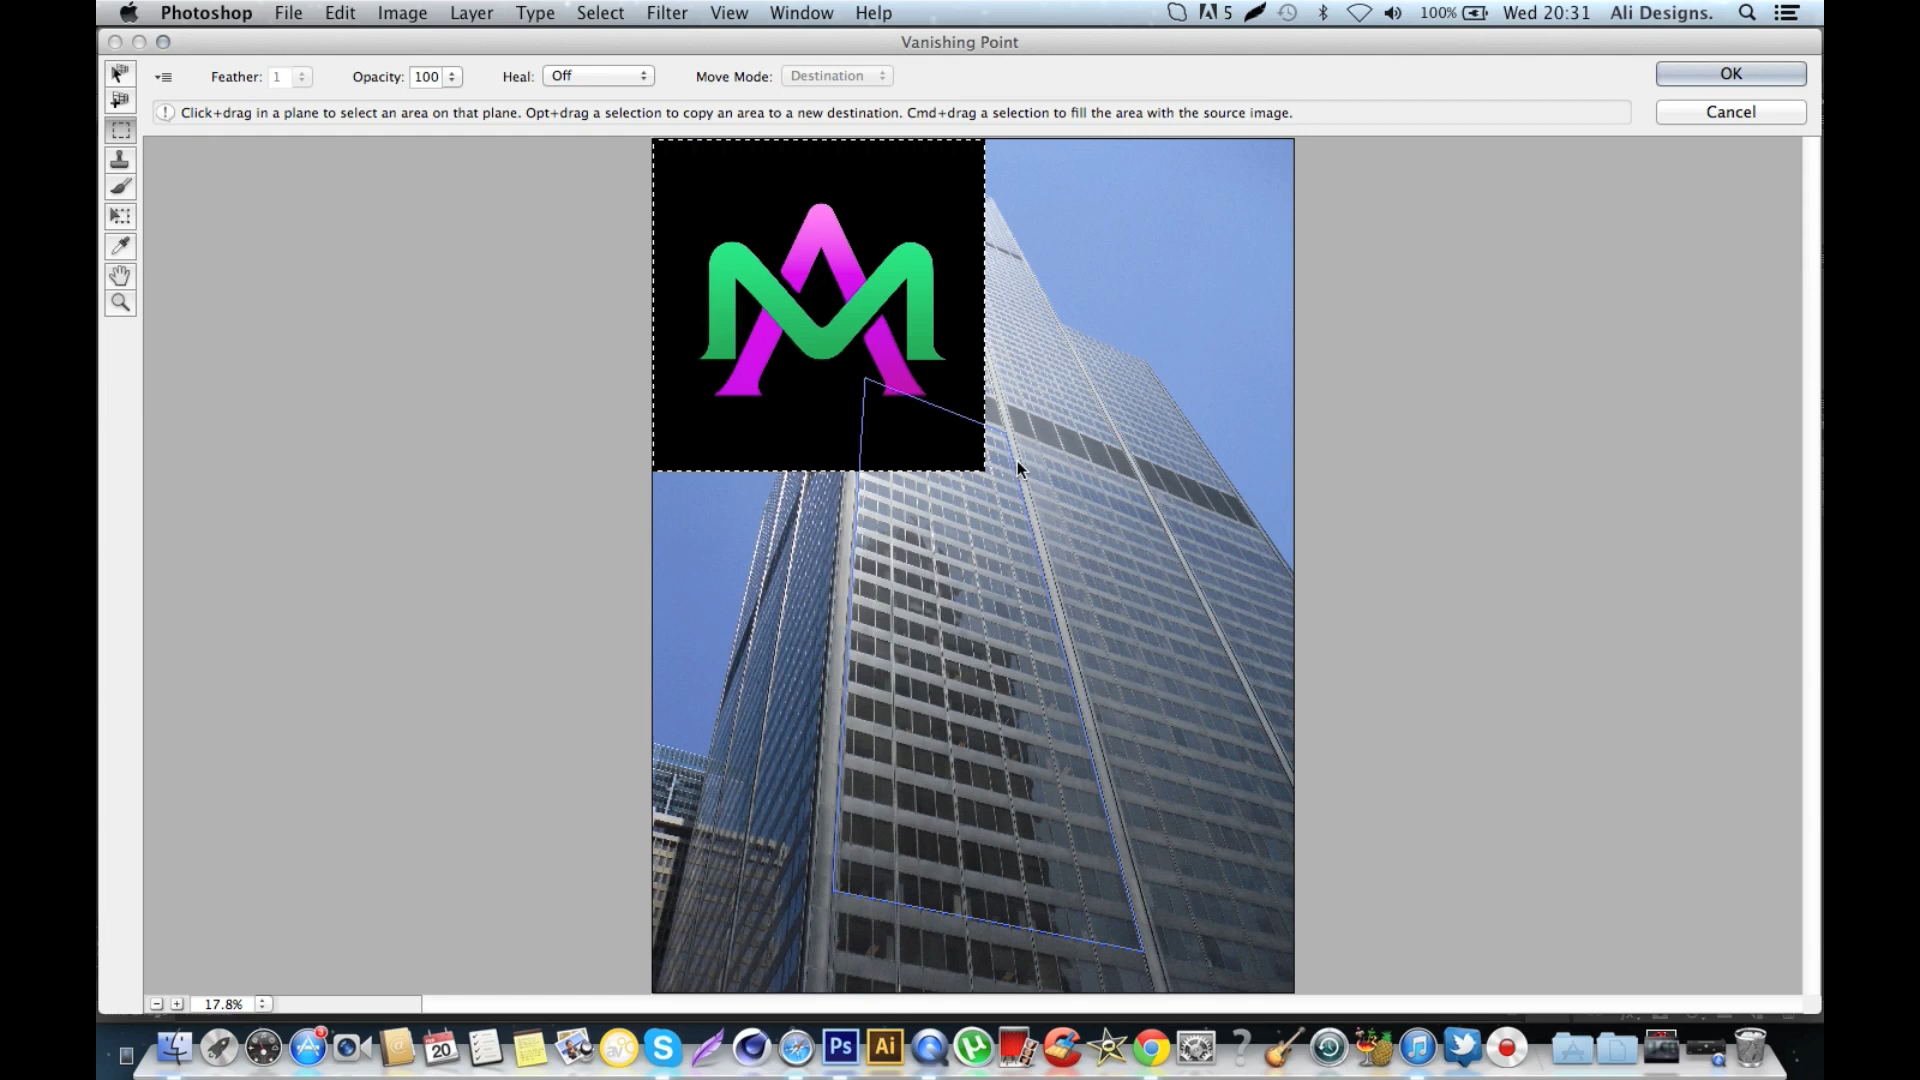 Photoshop File Edit Image Layer Type Select Filter View Window Help 5 100% Wed 20:31 Ali Designs.
Vanishing Point
Feather: 1 Opacity: 100 Heal: Off Move Mode: Destination OK
Click+drag in a plane to select an area on that plane. Opt+drag a selection to copy an area to a new destination. Cmd+drag a selection to fill the area with the source image.
Cancel
AM
17.8%
3
20
avc
S
Ps
Ai
µ
?